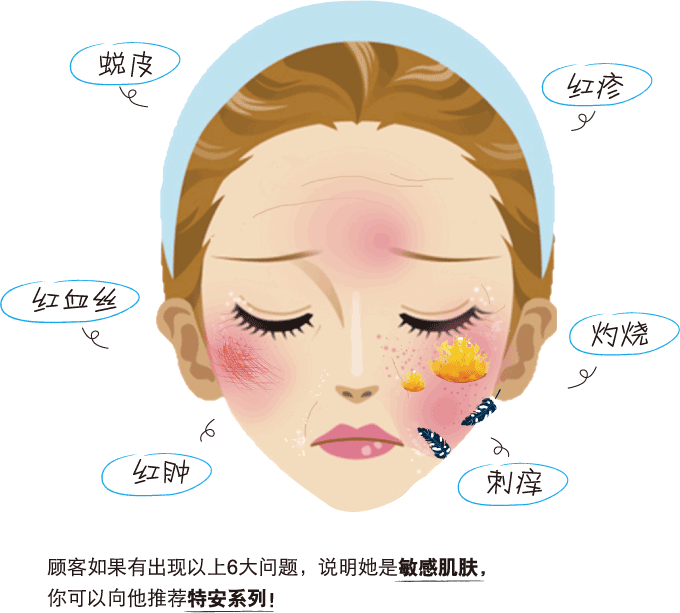 蜕皮
红疹
红血丝
灼烧
红肿
刺痒
顾客如果有出现以上6大问题，说明她是敏感肌肤，
你可以向他推荐特安系列！